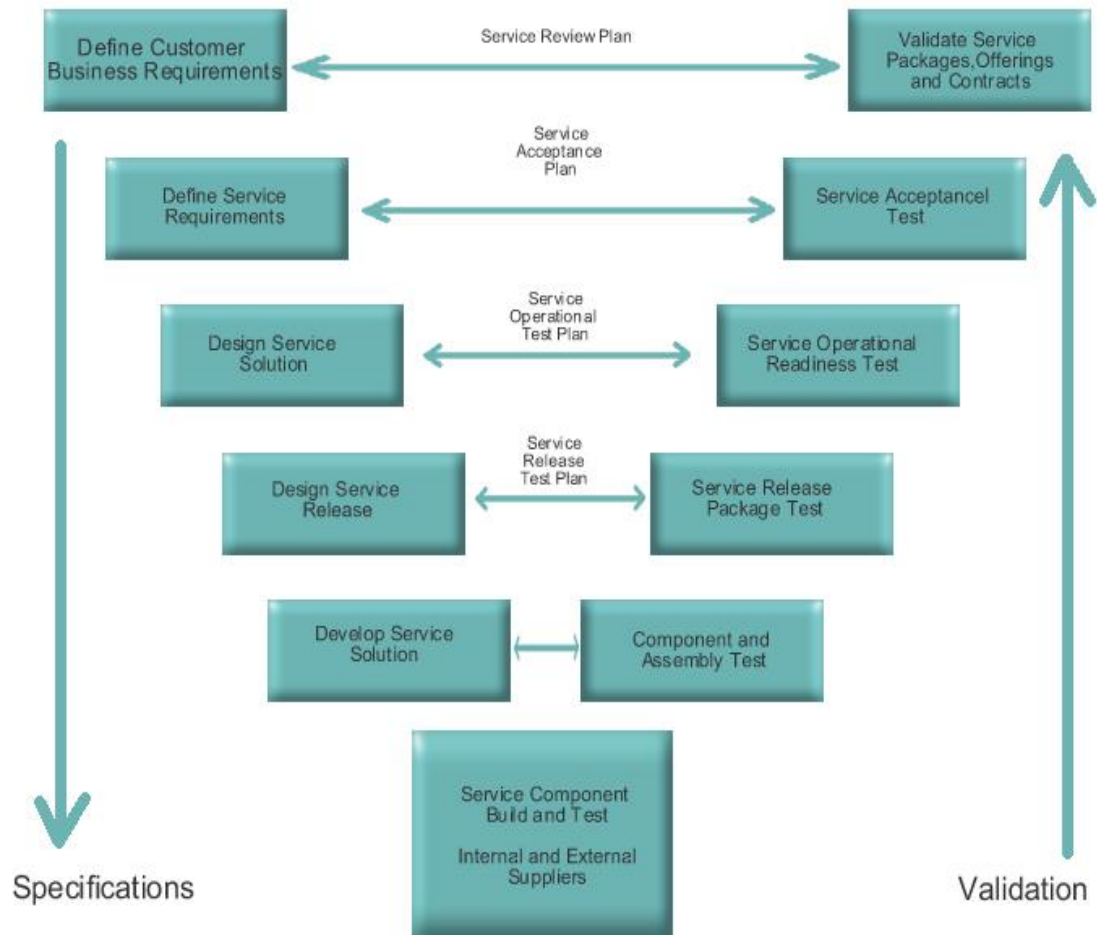 Define Customer
Business Requirements
Service Review Plan
Validate Service
Packages,Offerings
and Contracts
Service
Acceptance
Plan
Define Service
Requirements
Service Acceptancel
Test
Service
Operational
Test Plan
Design Service
Solution
Service Operational
Readiness Test
Service
Release
Test Plan
Design Service
Release
Service Release
Package Test
Develop Service
Solution
Component and
Assembly Test
Service Component
Build and Test
Internal and External
Suppliers
Specifications
Validation